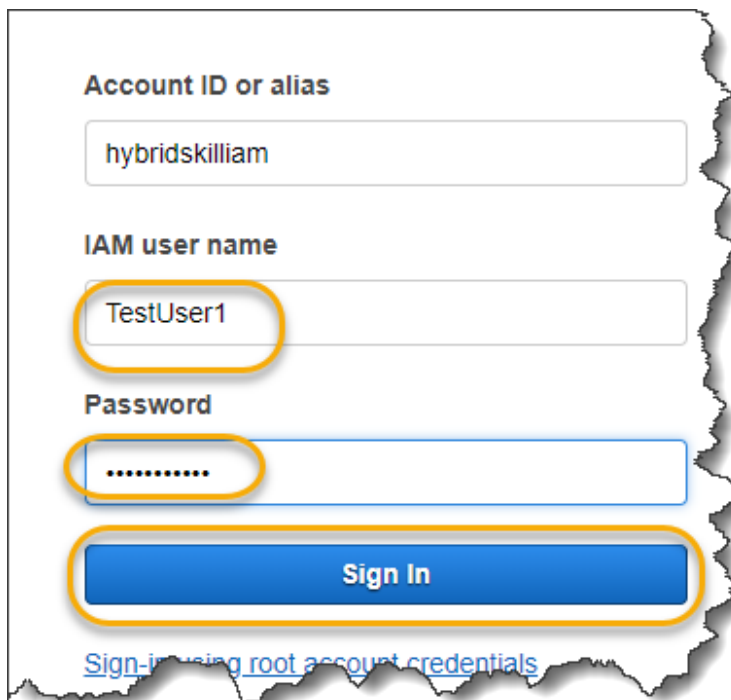 Account ID or alias
hybridskilliam
IAM user name
TestUser1
Password
•••••••••••
Sign In
Sign-in using root account credentials